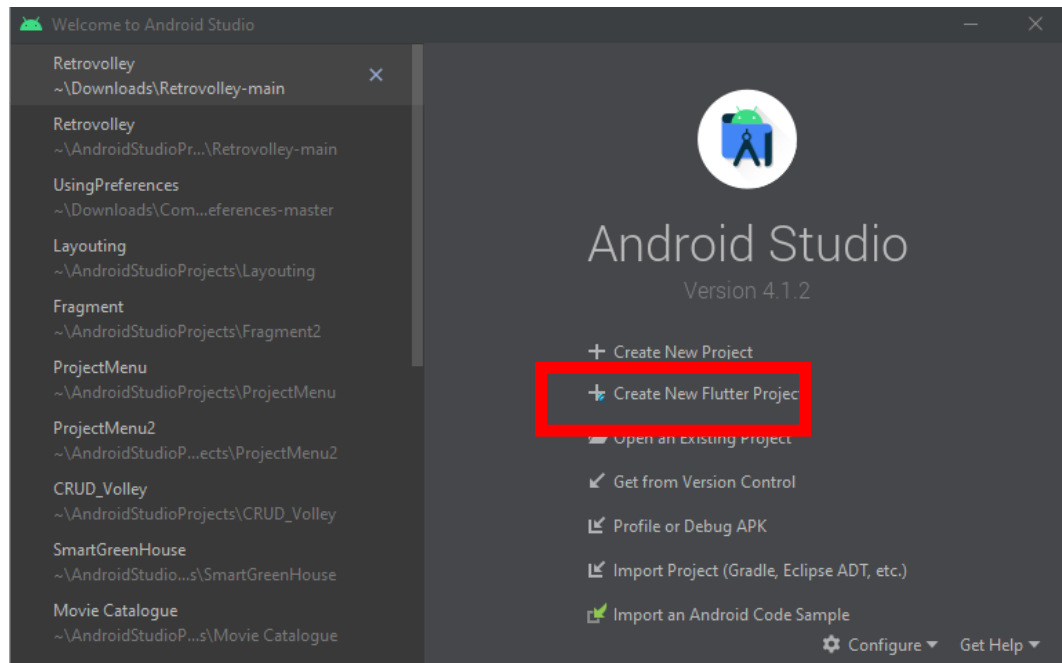 Welcome to Android Studio
Retrovolley
~\Downloads\Retrovolley-main
Retrovolley
~\AndroidStudioPr...\Retrovolley-main
UsingPreferences
~\Downloads\Com...eferences-master
Layouting
~\AndroidStudioProjects\Layouting
Fragment
~\AndroidStudioProjects\Fragment2
ProjectMenu
~\AndroidStudioProjects\ProjectMenu
ProjectMenu2
~\AndroidStudioP...ects\ProjectMenu2
CRUD_Volley
~\AndroidStudioProjects\CRUD_Volley
SmartGreenHouse
~\AndroidStudio...s\SmartGreenHouse
Movie Catalogue
~\AndroidStudioP...s\Movie Catalogue
Android Studio
Version 4.1.2
Create New Project
Create New Flutter Projec
Open an Existing Project
Get from Version Control
Profile or Debug APK
Import Project (Gradle, Eclipse ADT, etc.)
Import an Android Code Sample
Configure
Get Help